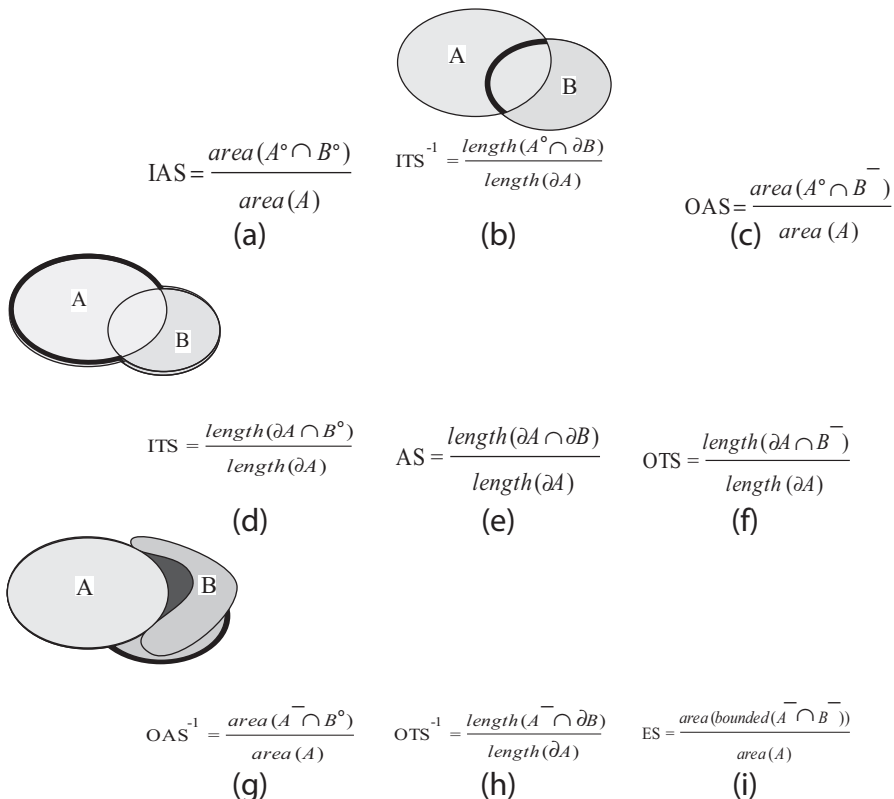 A
B
IAS = area(A° ∩ B°) / area(A)
(a)
ITS⁻¹ = length(A° ∩ ∂B) / length(∂A)
(b)
OAS = area(A° ∩ B⁻) / area(A)
(c)
A
B
ITS = length(∂A ∩ B°) / length(∂A)
(d)
AS = length(∂A ∩ ∂B) / length(∂A)
(e)
OTS = length(∂A ∩ B⁻) / length(∂A)
(f)
A
B
OAS⁻¹ = area(A⁻ ∩ B°) / area(A)
(g)
OTS⁻¹ = length(A⁻ ∩ ∂B) / length(∂A)
(h)
ES = area(bounded(A⁻ ∩ B⁻)) / area(A)
(i)